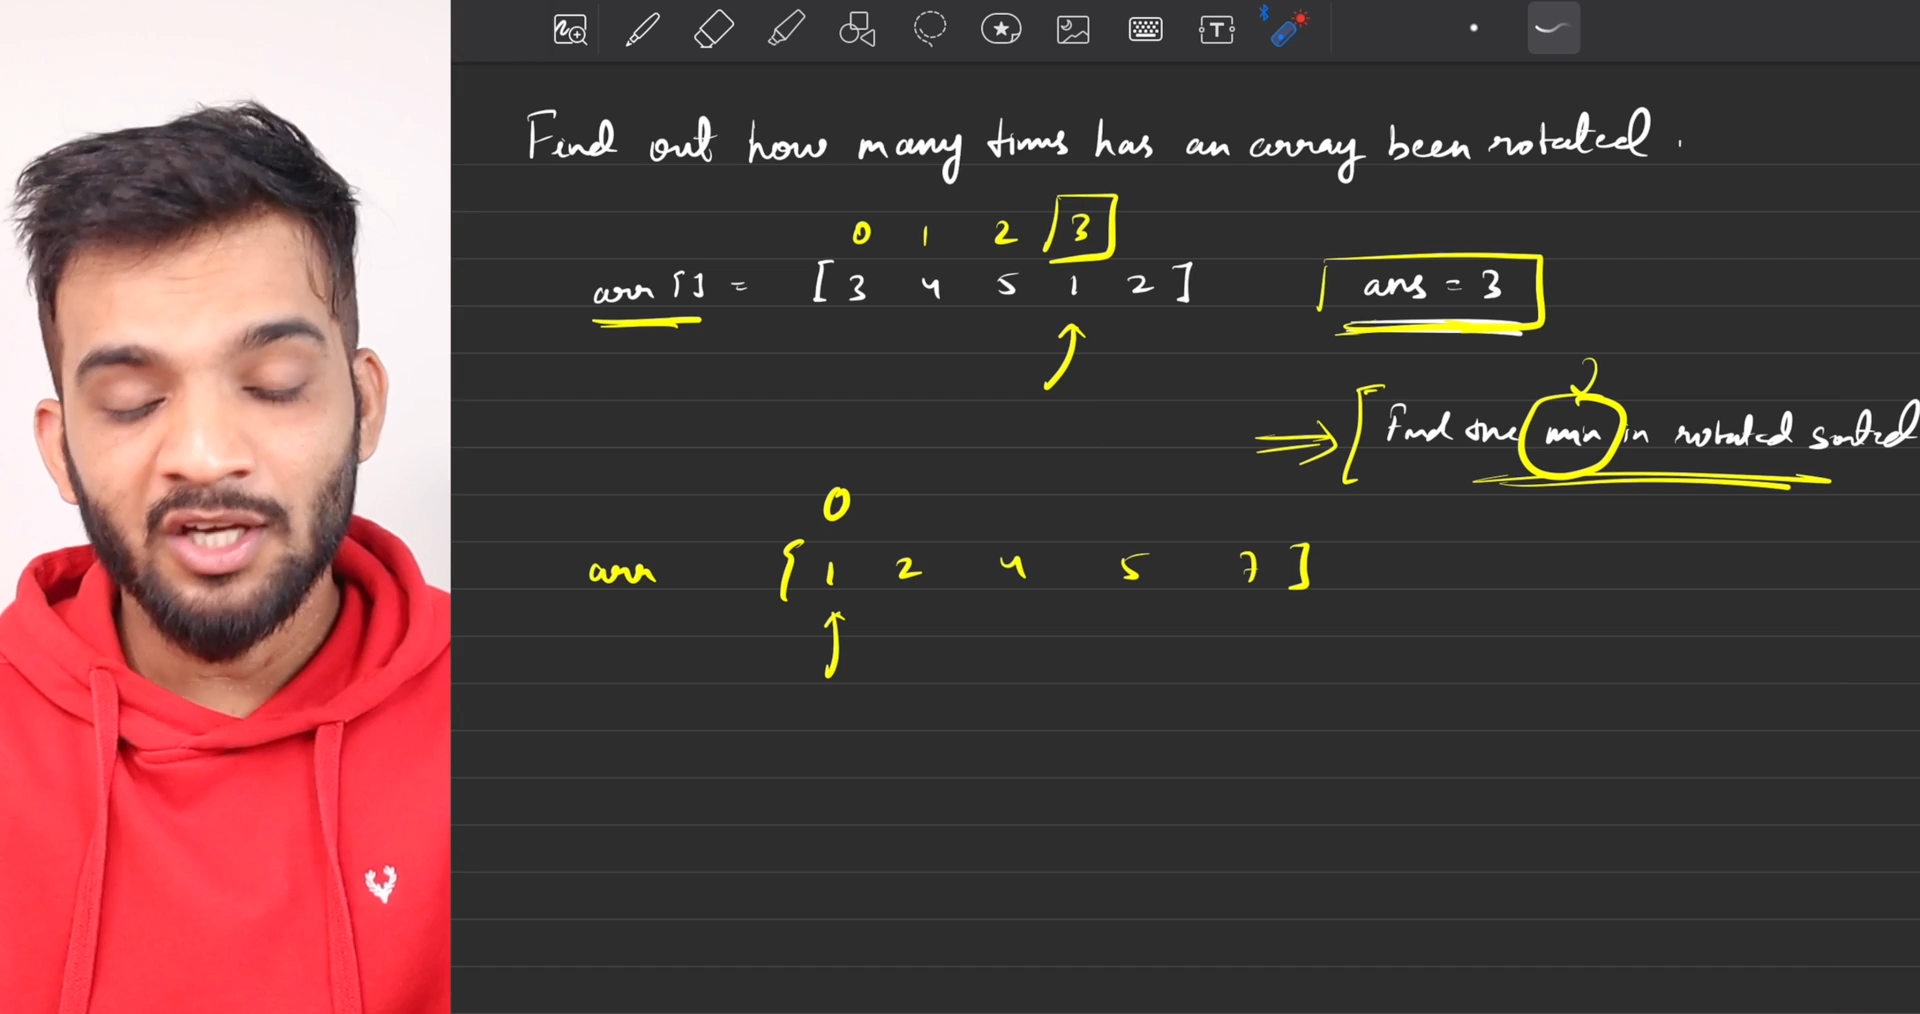 Find out how many times has an array been rotated.
0 1 2 3
arr[] = [3 4 5 1 2] ans = 3
Find the min in rotated sorted
0
arr [1 2 4 5 7]